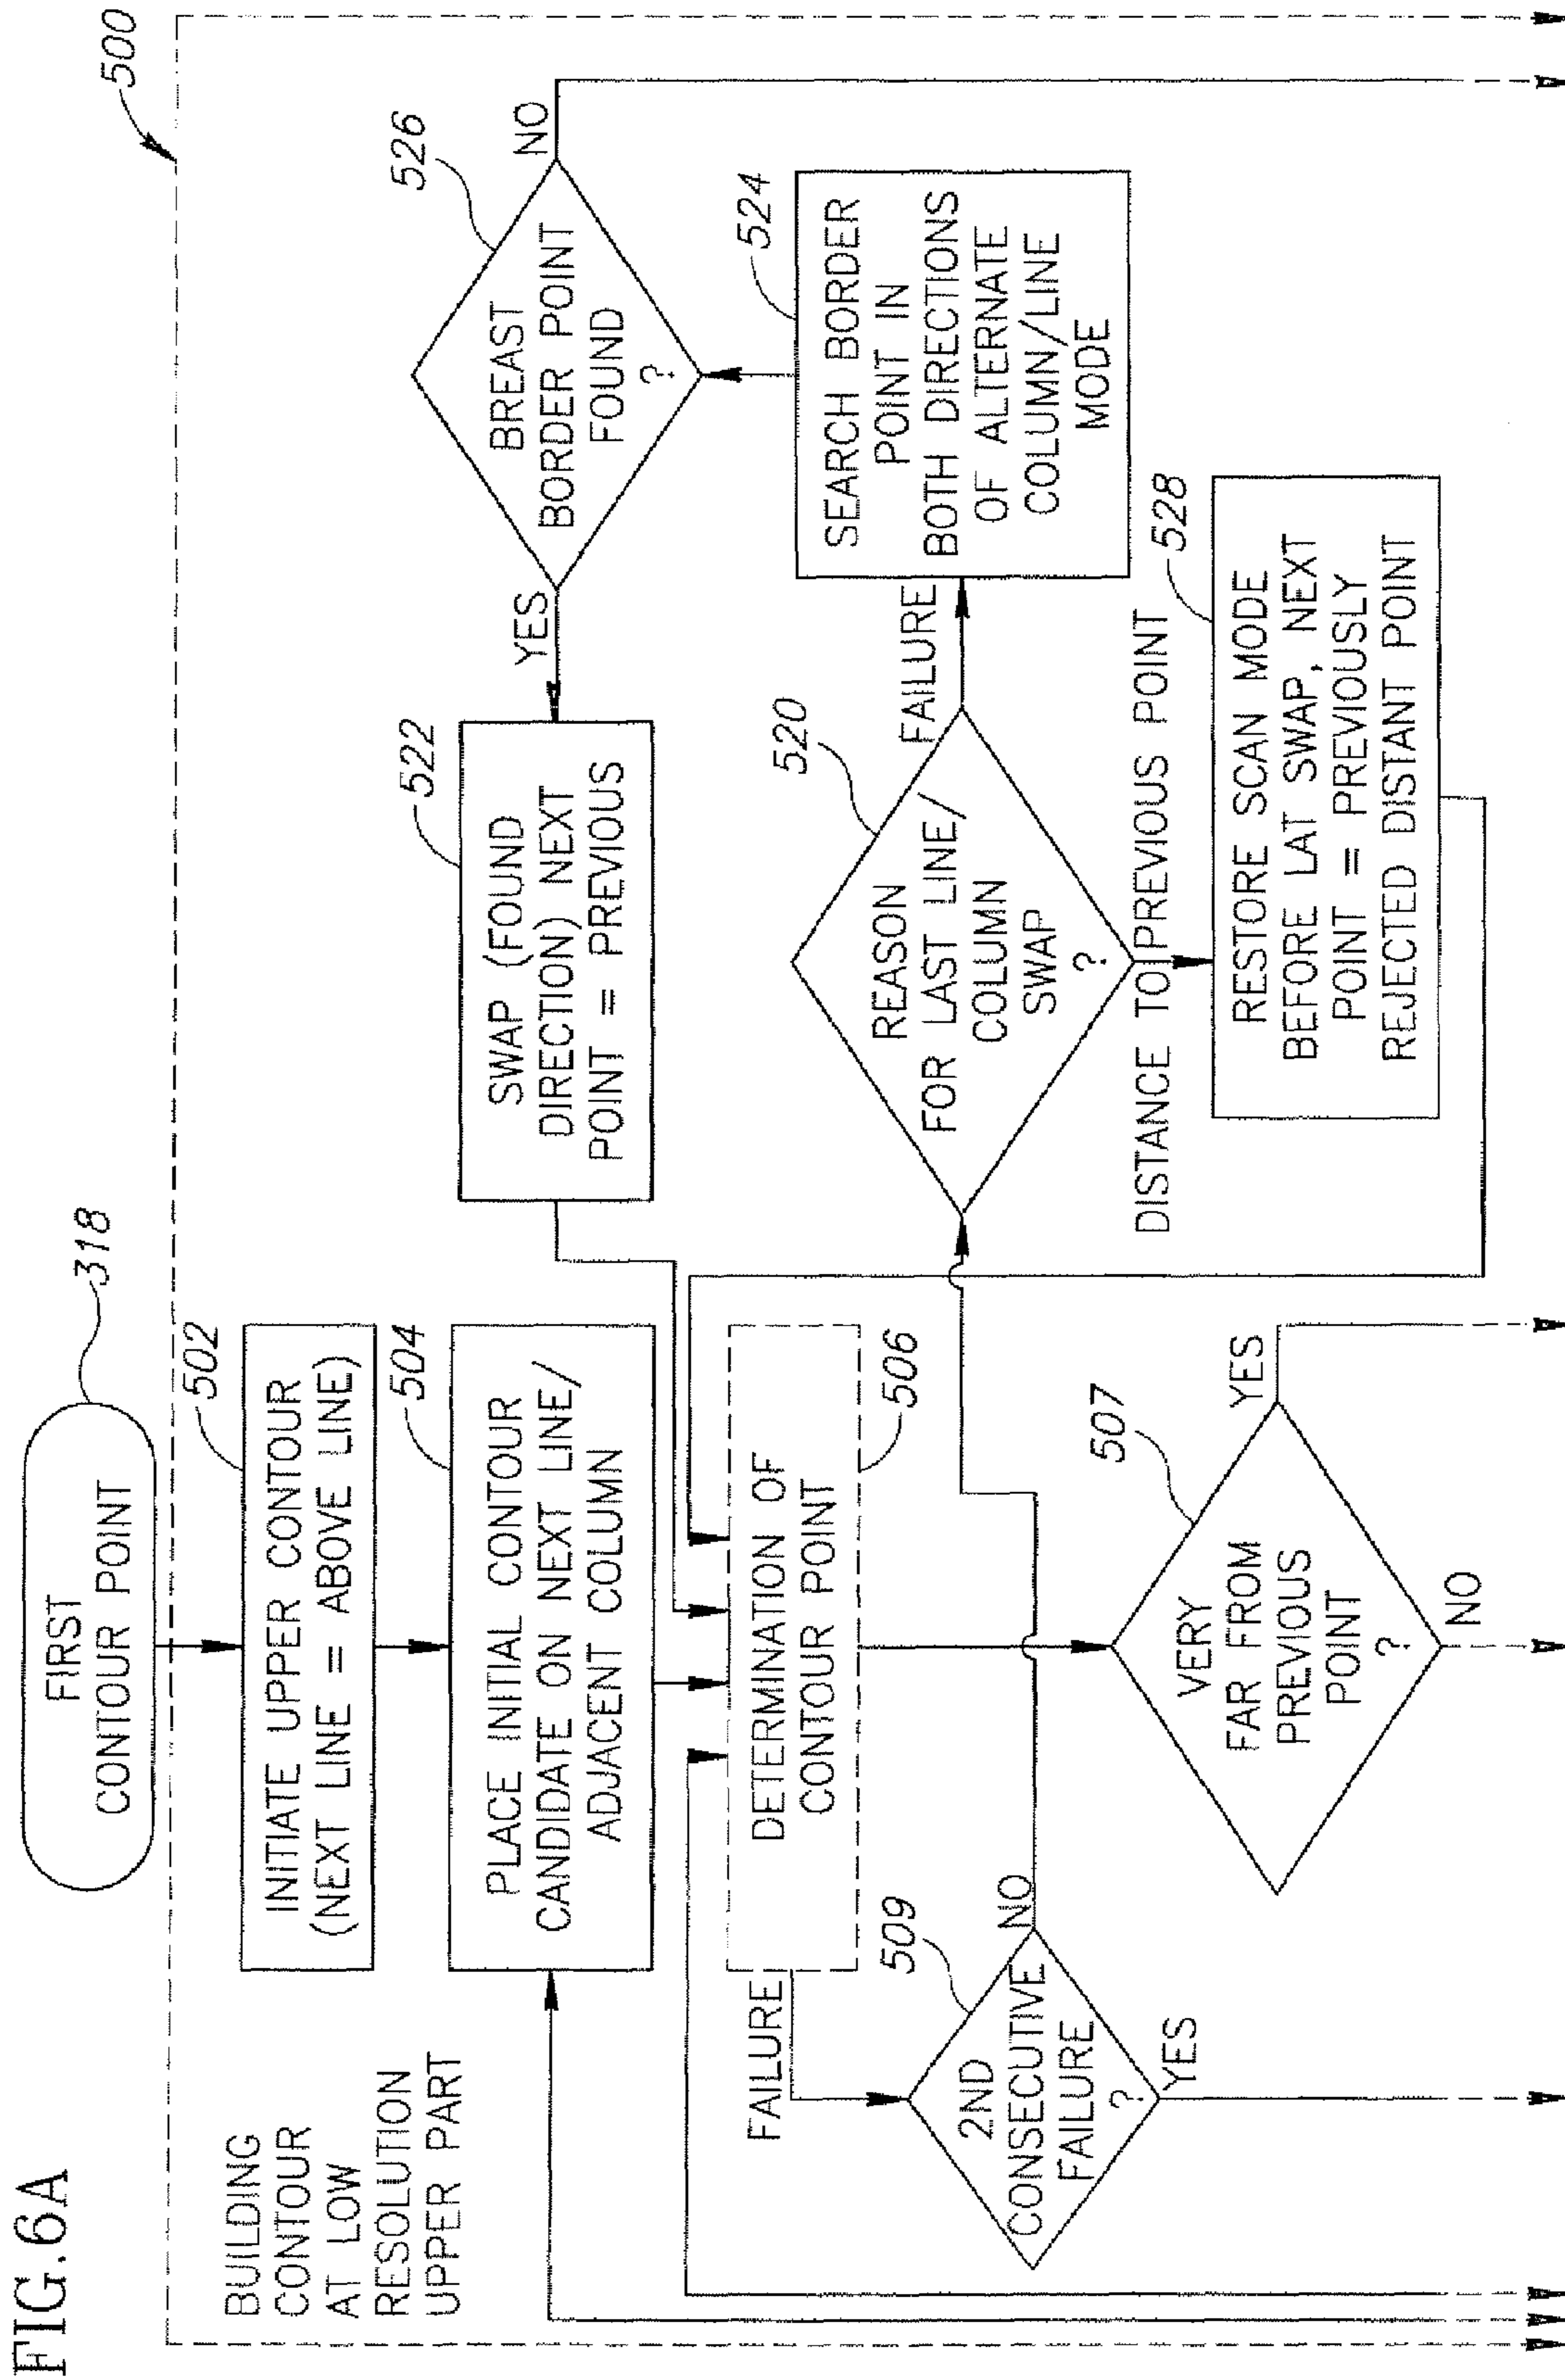 FIG.6A
500
FIRST
CONTOUR POINT
318
BUILDING
CONTOUR
AT LOW
RESOLUTION
UPPER PART
INITIATE UPPER CONTOUR
(NEXT LINE = ABOVE LINE)
502
PLACE INITIAL CONTOUR
CANDIDATE ON NEXT LINE/
ADJACENT COLUMN
504
DETERMINATION OF
CONTOUR POINT
506
FAILURE
2ND
CONSECUTIVE
FAILURE
?
509
NO
YES
VERY
FAR FROM
PREVIOUS
POINT
?
507
YES
NO
SWAP (FOUND
DIRECTION) NEXT
POINT = PREVIOUS
522
YES
BREAST
BORDER POINT
FOUND
?
526
NO
REASON
FOR LAST LINE/
COLUMN
SWAP
?
520
FAILURE
SEARCH BORDER
POINT IN
BOTH DIRECTIONS
OF ALTERNATE
COLUMN/LINE
MODE
524
DISTANCE TO PREVIOUS POINT
RESTORE SCAN MODE
BEFORE LAT SWAP, NEXT
POINT = PREVIOUSLY
REJECTED DISTANT POINT
528